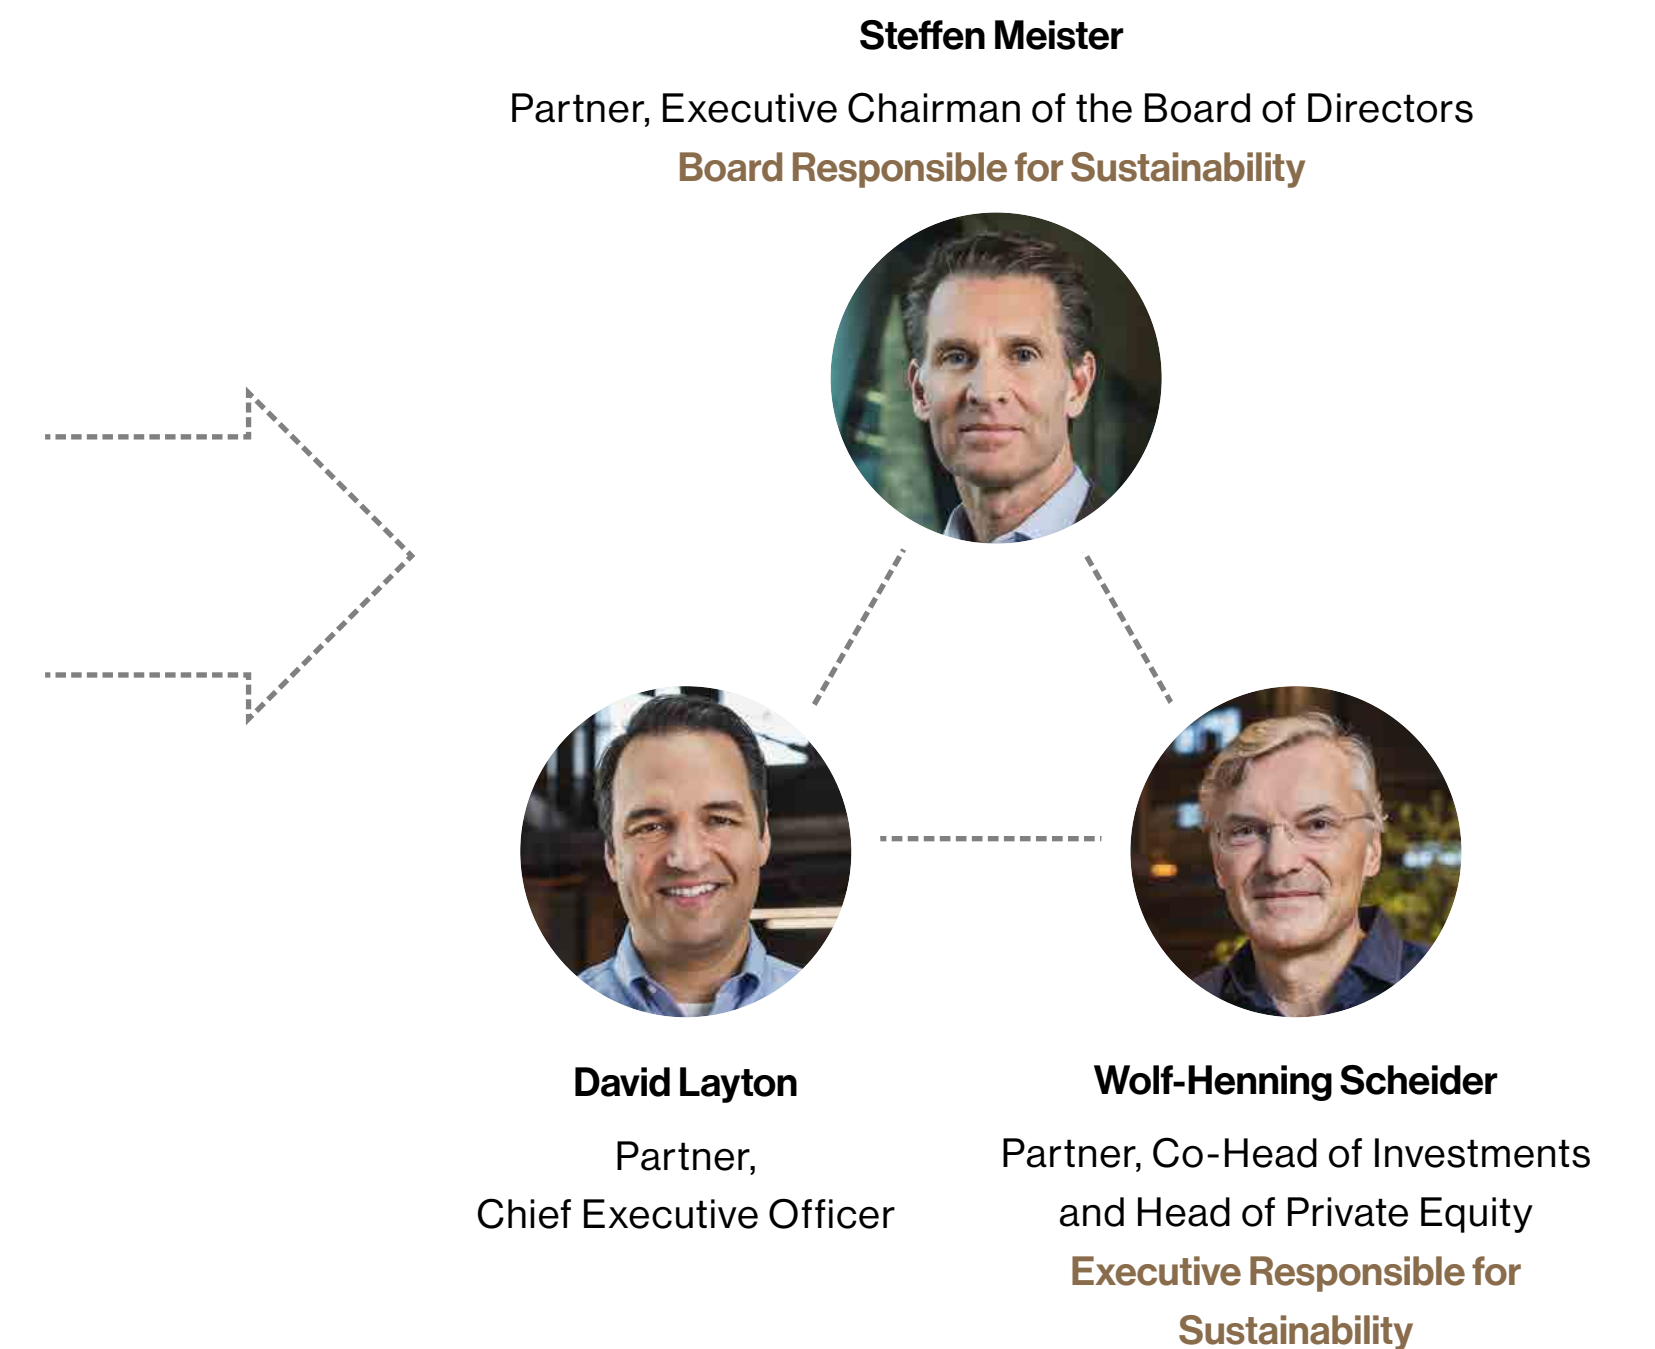 Steffen Meister
Partner, Executive Chairman of the Board of Directors
Board Responsible for Sustainability
David Layton
Partner,
Chief Executive Officer
Wolf-Henning Scheider
Partner, Co-Head of Investments
and Head of Private Equity
Executive Responsible for
Sustainability